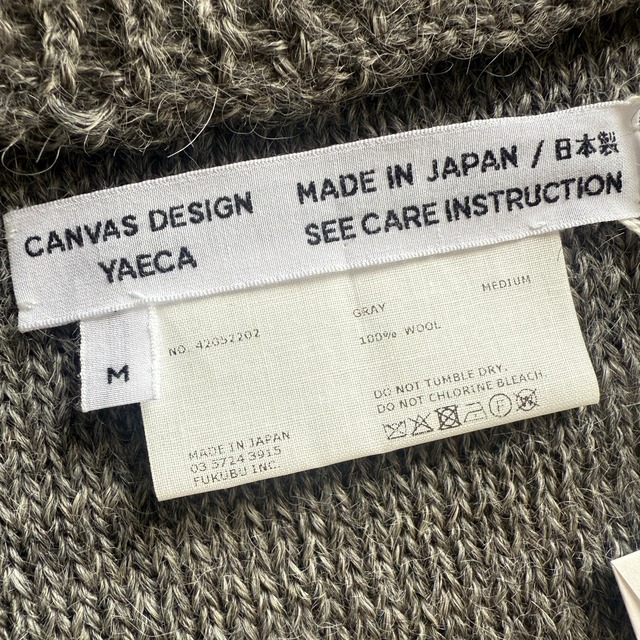 CANVAS DESIGN
YAECA
MADE IN JAPAN / 日本製
SEE CARE INSTRUCTION
M
NO. 42052202
GRAY
MEDIUM
100% WOOL
DO NOT TUMBLE DRY.
DO NOT CHLORINE BLEACH.
MADE IN JAPAN
03 5724 3915
FUKUBU INC.